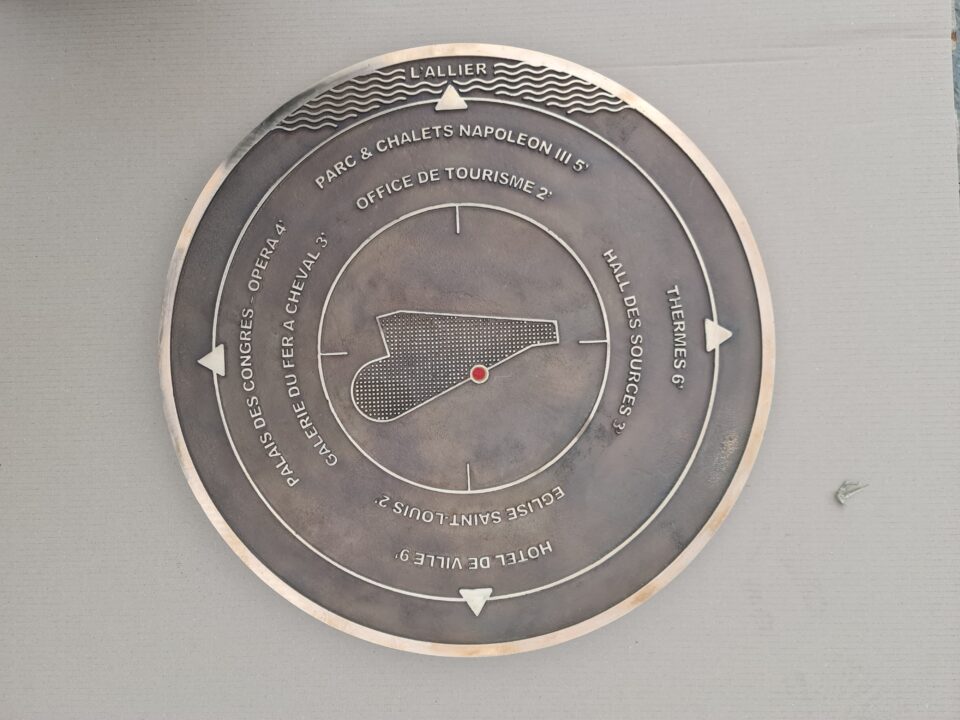 L'ALLIER
PARC & CHALETS NAPOLEON III 5'
OFFICE DE TOURISME 2'
PALAIS DES CONGRES - OPERA 4'
GALERIE DU FER A CHEVAL 3'
HALL DES SOURCES 3'
THERMES 6'
EGLISE SAINT-LOUIS 2'
HOTEL DE VILLE 9'